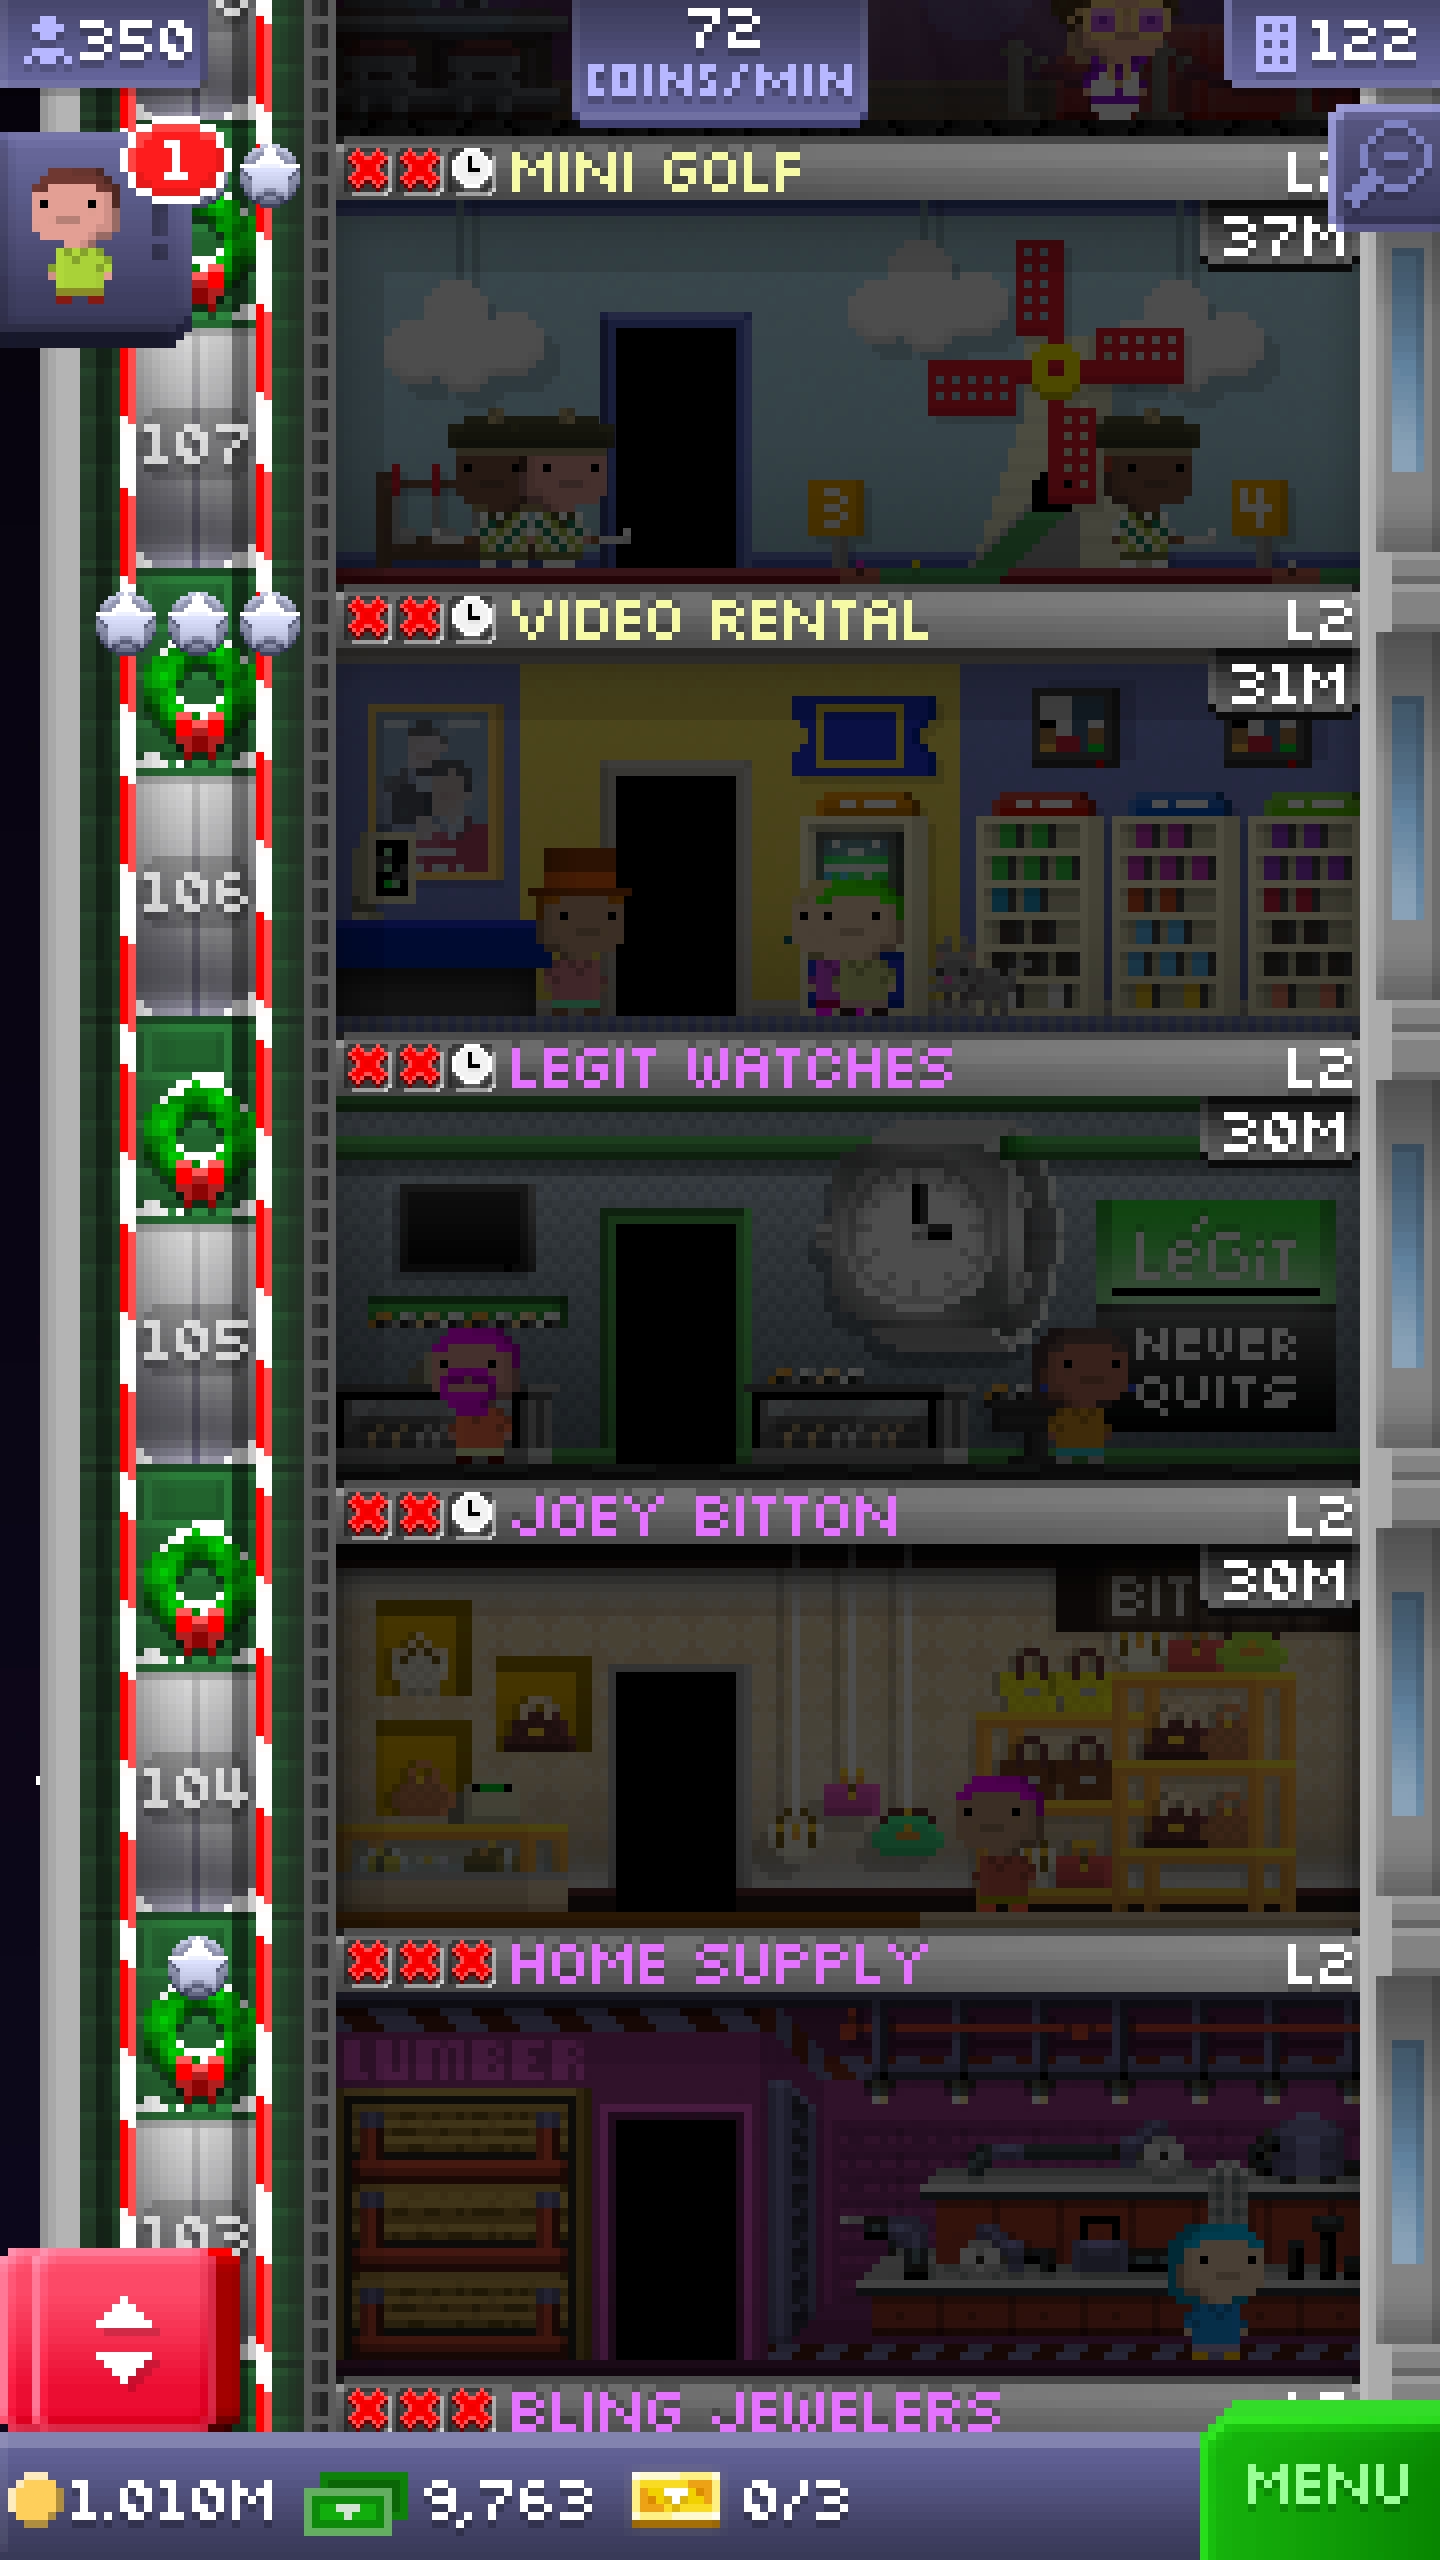 350
72
COINS/MIN
122
1
MINI GOLF
37M
107
3
4
VIDEO RENTAL L2
31M
106
LEGIT WATCHES L2
30M
LéGiT
NEVER
QUITS
105
JOEY BITTON L2
30M
BIT
104
HOME SUPPLY L2
LUMBER
103
BLING JEWELERS
1.010M 9,763 0/3
MENU